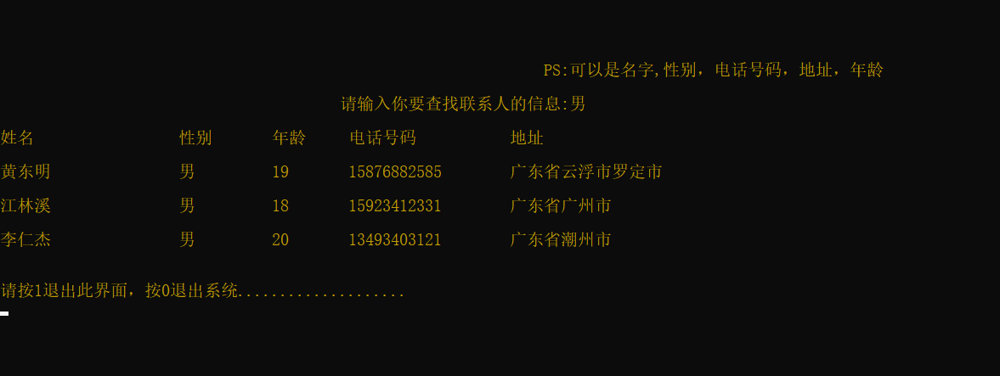 PS:可以是名字,性别，电话号码，地址，年龄
请输入你要查找联系人的信息:男
姓名 性别 年龄 电话号码 地址
黄东明 男 19 15876882585 广东省云浮市罗定市
江林溪 男 18 15923412331 广东省广州市
李仁杰 男 20 13493403121 广东省潮州市
请按1退出此界面，按0退出系统....................